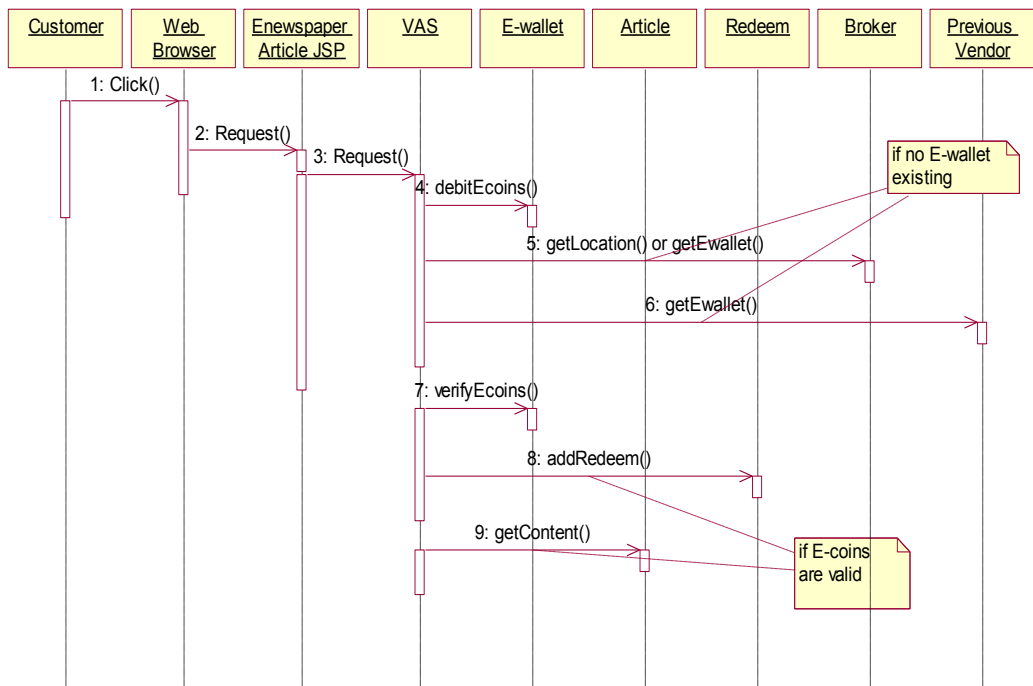 Customer
Web
Browser
Enewspaper
Article JSP
VAS
E-wallet
Article
Redeem
Broker
Previous
Vendor
1: Click()
2: Request()
3: Request()
if no E-wallet
existing
4: debitEcoins()
5: getLocation() or getEwallet()
6: getEwallet()
7: verifyEcoins()
8: addRedeem()
9: getContent()
if E-coins
are valid